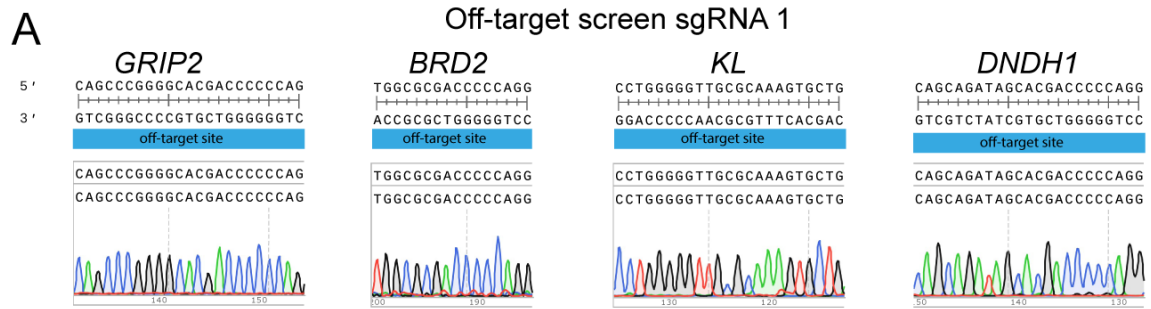 A
Off-target screen sgRNA 1
GRIP2 BRD2 KL DNDH1
5' CAGCCCGGGGCACGACCCCCCCAG TGGCGCGACCCCCAGG CCTGGGGGTTGCGCAAAGTGCTG CAGCAGATAGCACGACCCCCAGG
3' GTCGGGCCCCGTGCTGGGGGGTC ACCGCGCTGGGGGTCC GGACCCCCAACGCGTTTCACGAC GTCGTCTATCGTGCTGGGGGTCC
off-target site off-target site off-target site off-target site
CAGCCCGGGGCACGACCCCCCAG TGGCGCGACCCCCAGG CCTGGGGGTTGCGCAAAGTGCTG CAGCAGATAGCACGACCCCCAGG
CAGCCCGGGGCACGACCCCCCAG TGGCGCGACCCCCAGG CCTGGGGGTTGCGCAAAGTGCTG CAGCAGATAGCACGACCCCCAGG
140 150 200 190 130 120 50 140 130